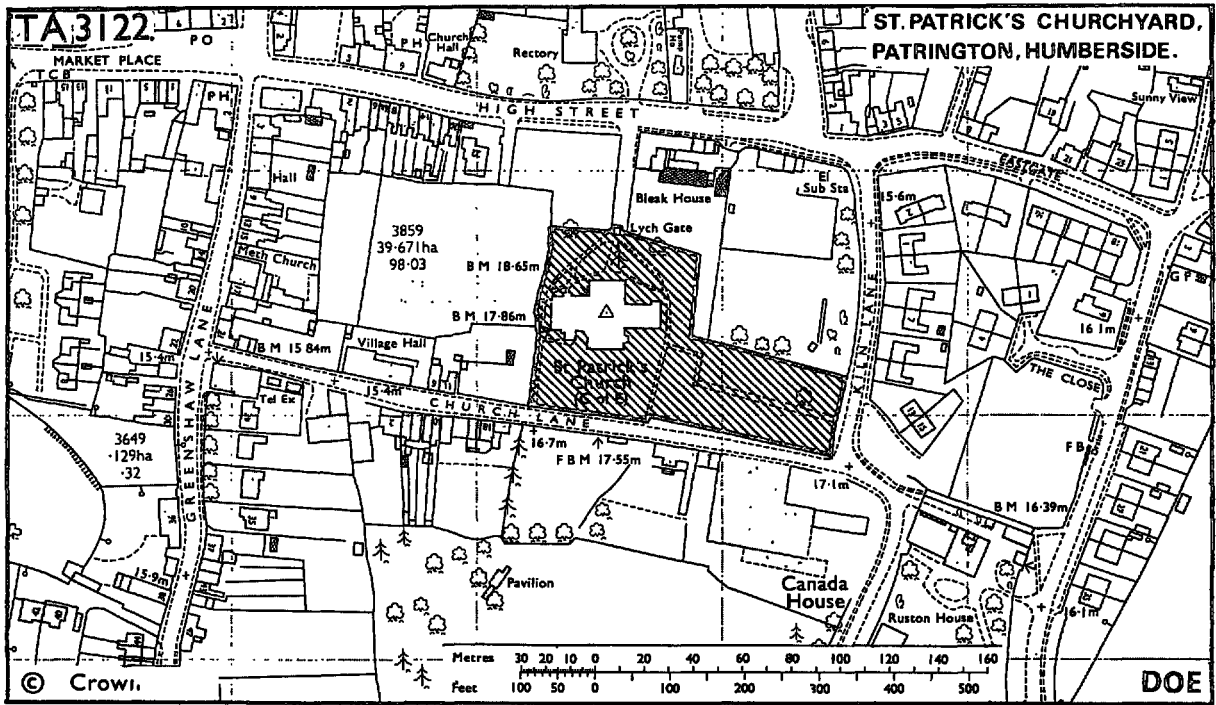 TA 3122.
ST. PATRICK'S CHURCHYARD,
PATRINGTON, HUMBERSIDE.
PO
MARKET PLACE
TCB
PH
PH
Church
Hall
Rectory
HIGH STREET
Sunny View
EASTGATE
El
Sub Sta
Hall
Bleak House
15·6m
Lych Gate
3859
39·671ha
98·03
Meth Church
B M 18·65m
GP
B M 17·86m
16·1m
B M 15·84m
Village Hall
15·4m
St Patrick's
Church
(C of E)
THE CLOSE
GREENSHAW LANE
KILN LANE
Tel Ex
15·4m
CHURCH LANE
3649
·129ha
·32
16·7m
F B M 17·55m
FB
17·1m
B M 16·39m
15·9m
Pavilion
Canada
House
Ruston House
16·1m
Metres 30 20 10 0 20 40 60 80 100 120 140 160
Feet 100 50 0 100 200 300 400 500
© Crown
DOE